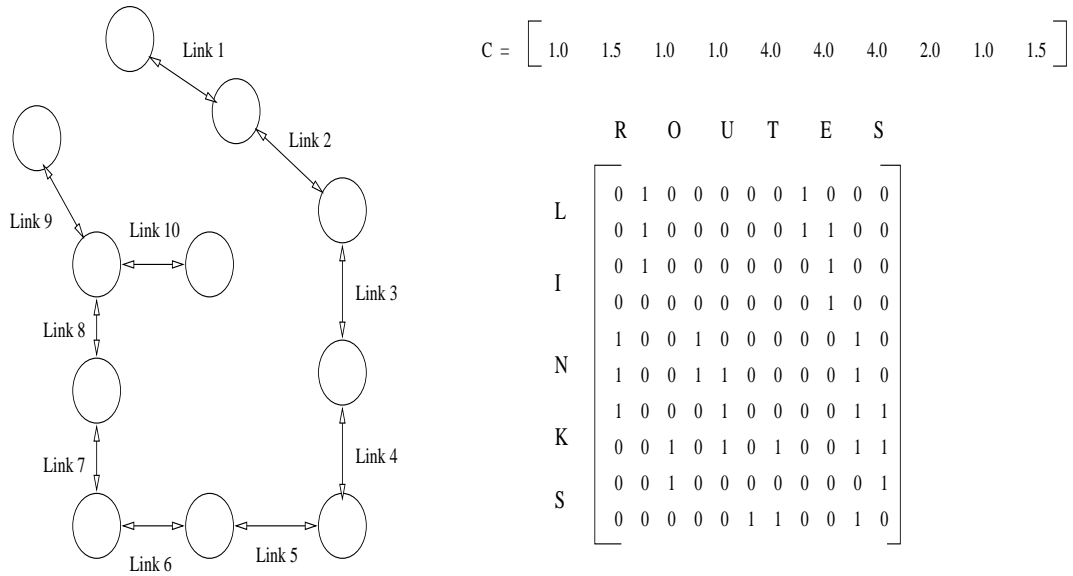 Link 1
Link 2
Link 9
Link 10
Link 3
Link 8
Link 7
Link 4
Link 6
Link 5
C = 1.0 1.5 1.0 1.0 4.0 4.0 4.0 2.0 1.0 1.5
R O U T E S
L
I
N
K
S
0 1 0 0 0 0 0 1 0 0 0
0 1 0 0 0 0 0 1 1 0 0
0 1 0 0 0 0 0 0 1 0 0
0 0 0 0 0 0 0 0 1 0 0
1 0 0 1 0 0 0 0 0 1 0
1 0 0 1 1 0 0 0 0 1 0
1 0 0 0 1 0 0 0 0 1 1
0 0 1 0 1 0 1 0 0 1 1
0 0 1 0 0 0 0 0 0 0 1
0 0 0 0 0 1 1 0 0 1 0